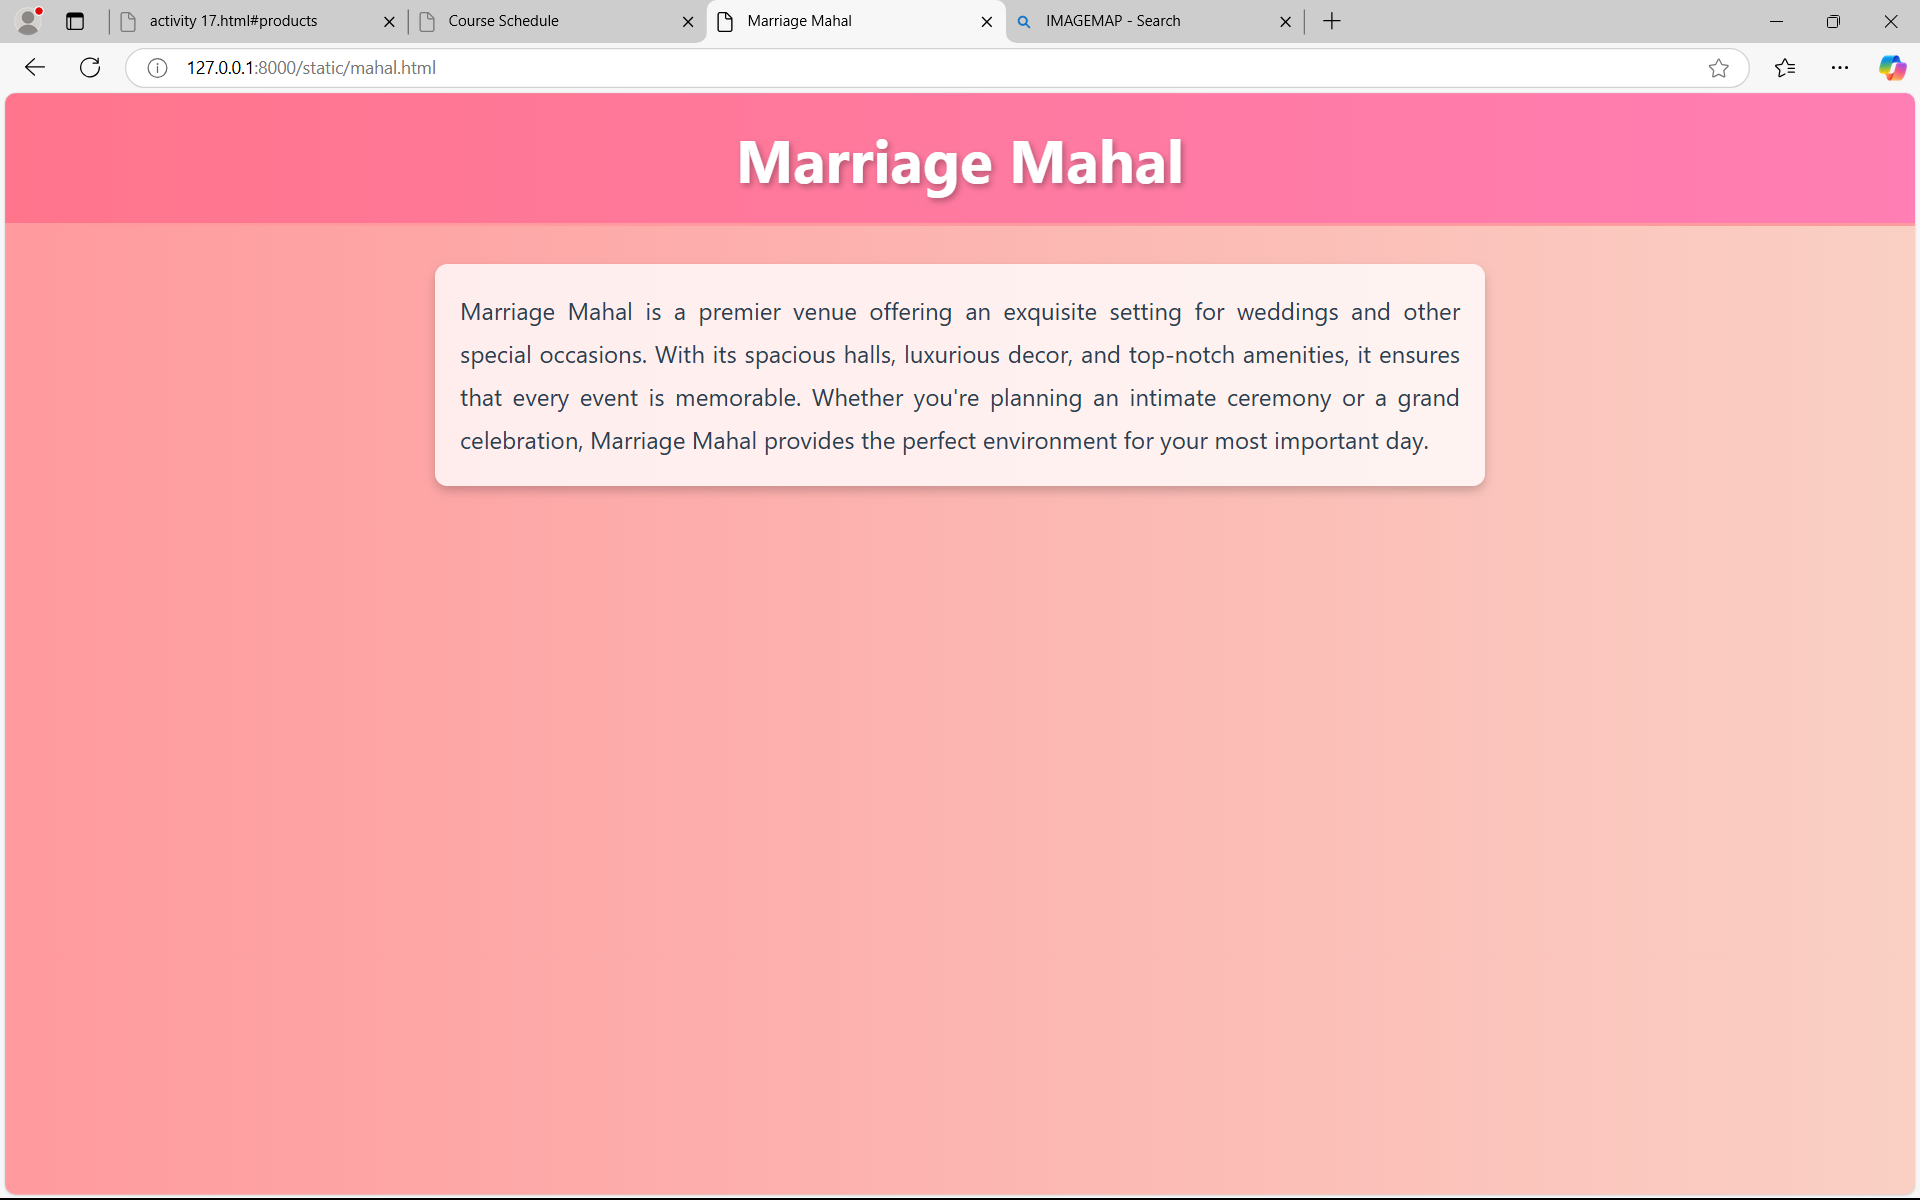 activity 17.html#products
Course Schedule
Marriage Mahal
IMAGEMAP - Search
127.0.0.1:8000/static/mahal.html
Marriage Mahal
Marriage Mahal is a premier venue offering an exquisite setting for weddings and other
special occasions. With its spacious halls, luxurious decor, and top-notch amenities, it ensures
that every event is memorable. Whether you're planning an intimate ceremony or a grand
celebration, Marriage Mahal provides the perfect environment for your most important day.